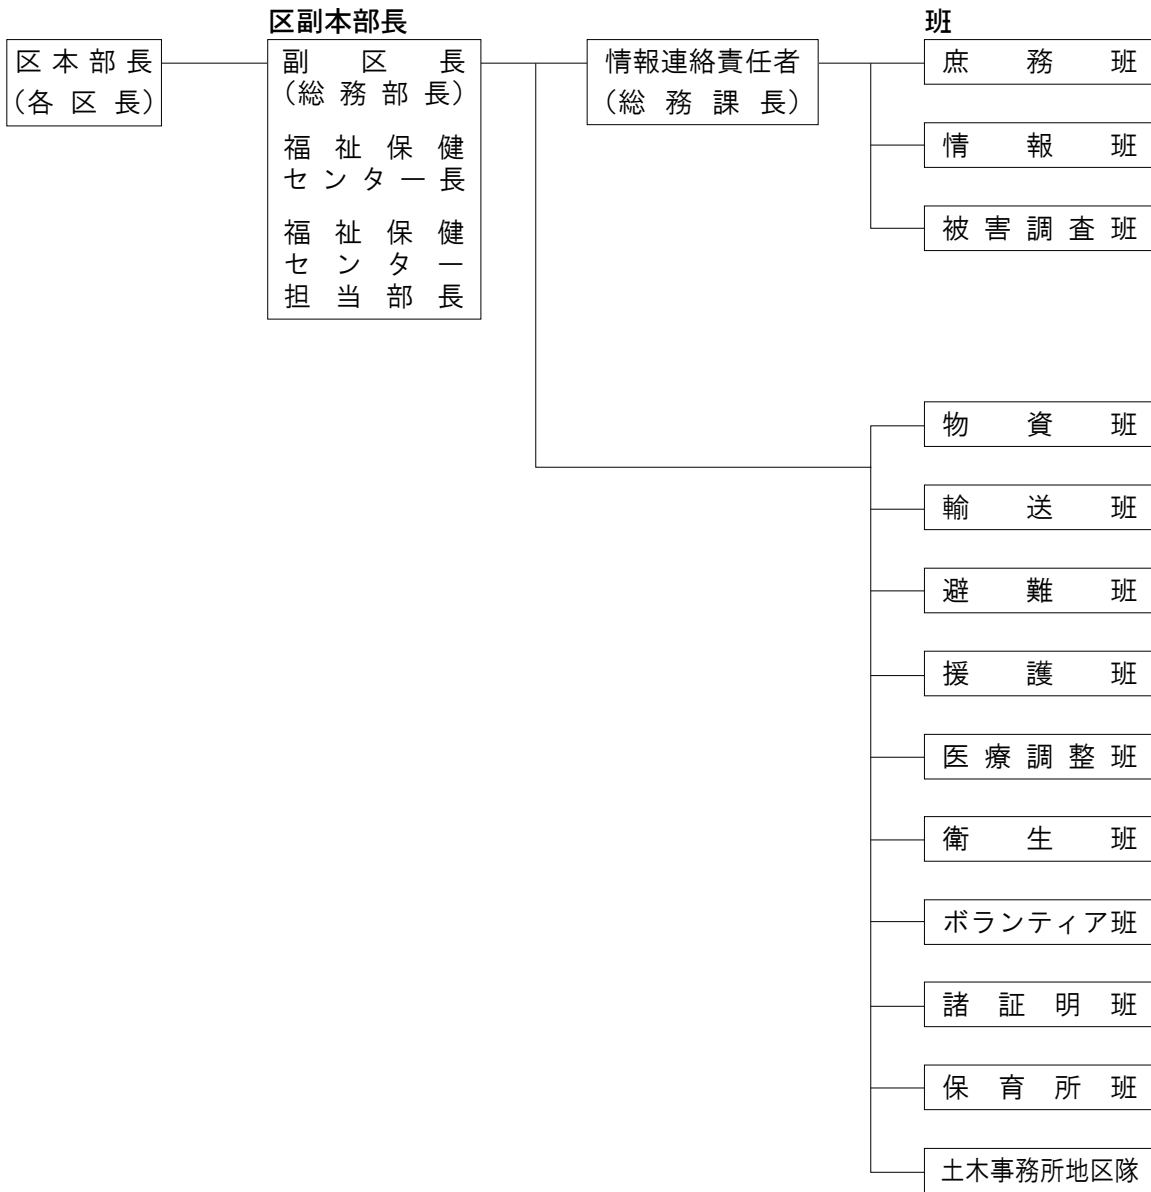 区副本部長
班
区本部長
（各区長）
副区長
（総務部長）
福祉保健
センター長
福祉保健
センター
担当部長
情報連絡責任者
（総務課長）
庶務班
情報班
被害調査班
物資班
輸送班
避難班
援護班
医療調整班
衛生班
ボランティア班
諸証明班
保育所班
土木事務所地区隊